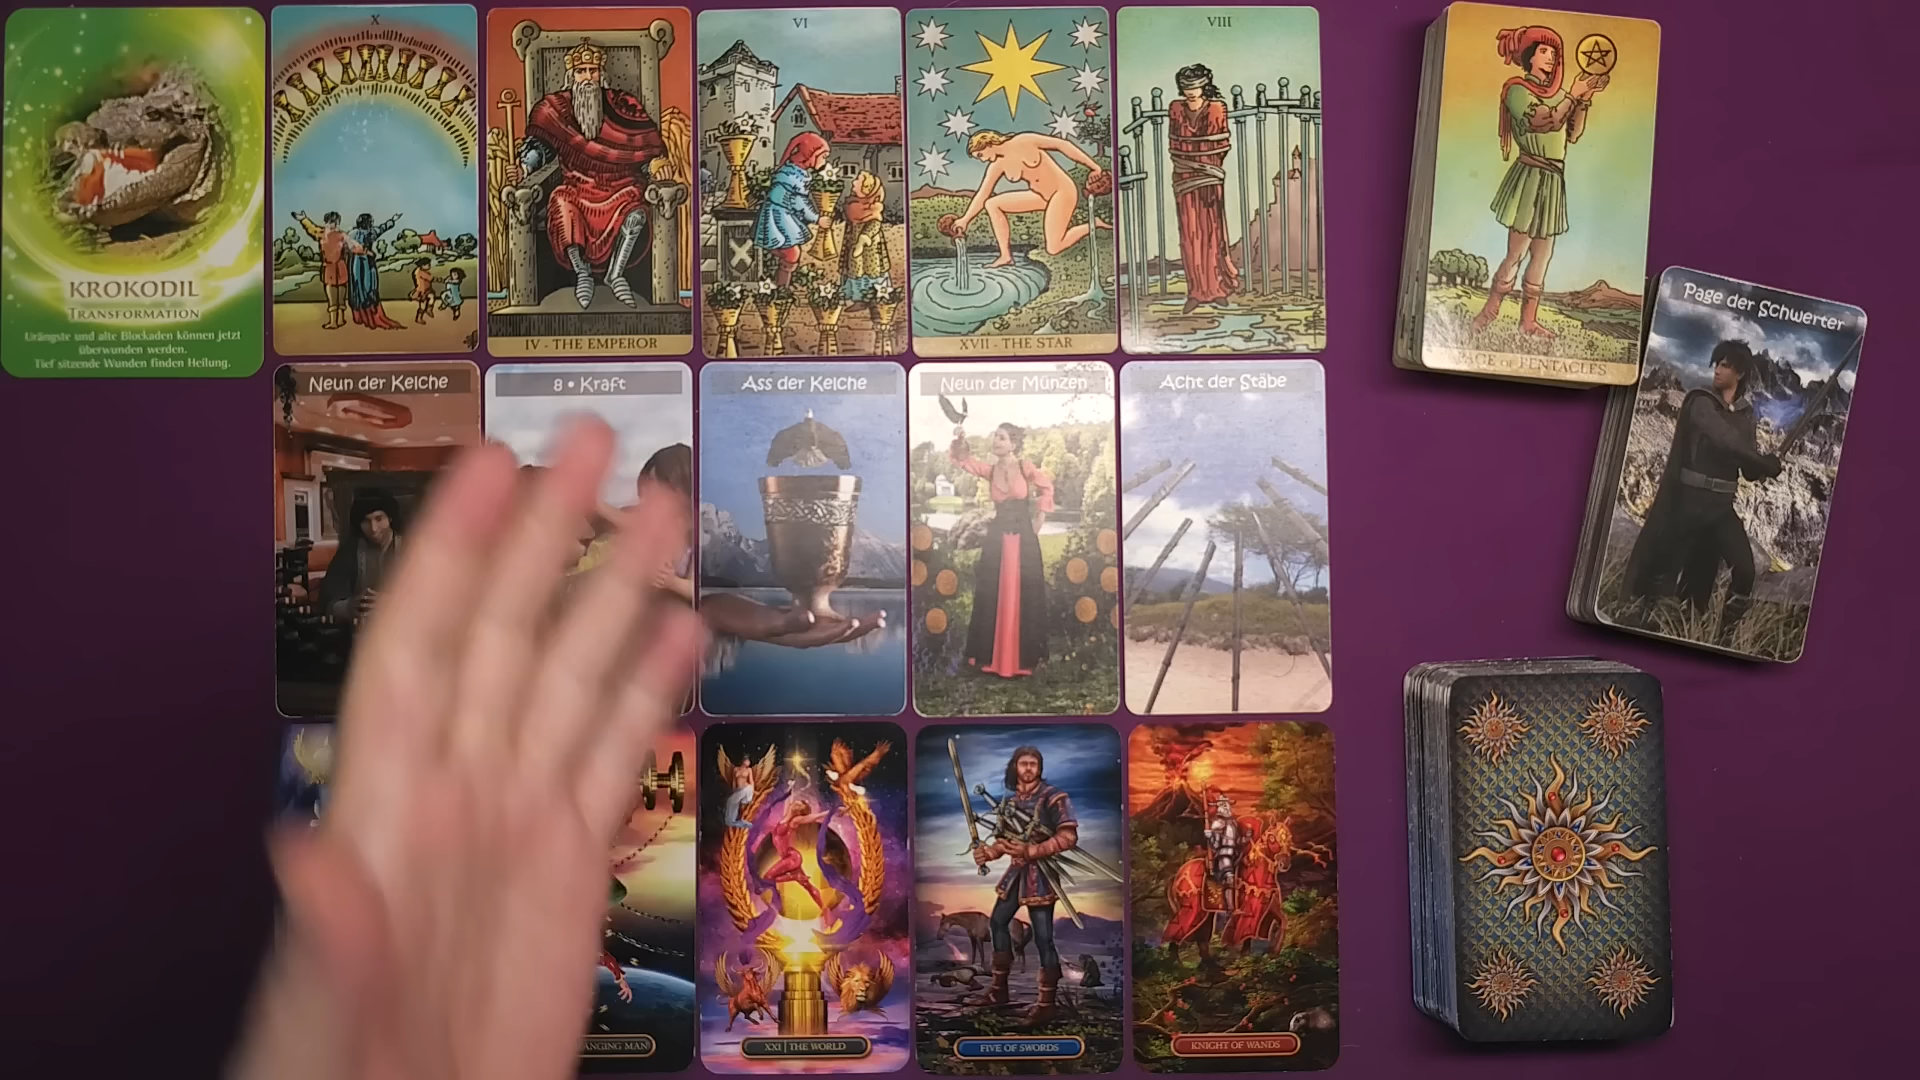 X
VI
VIII
KROKODIL
TRANSFORMATION
Urängste und alte Blockaden können jetzt
überwunden werden.
Tief sitzende Wunden finden Heilung.
IV - THE EMPEROR
XVII - THE STAR
PAGE OF PENTACLES
Page der Schwerter
Neun der Kelche
8 • Kraft
Ass der Kelche
Neun der Münzen
Acht der Stäbe
ANGING MAN
XXI | THE WORLD
FIVE OF SWORDS
KNIGHT OF WANDS